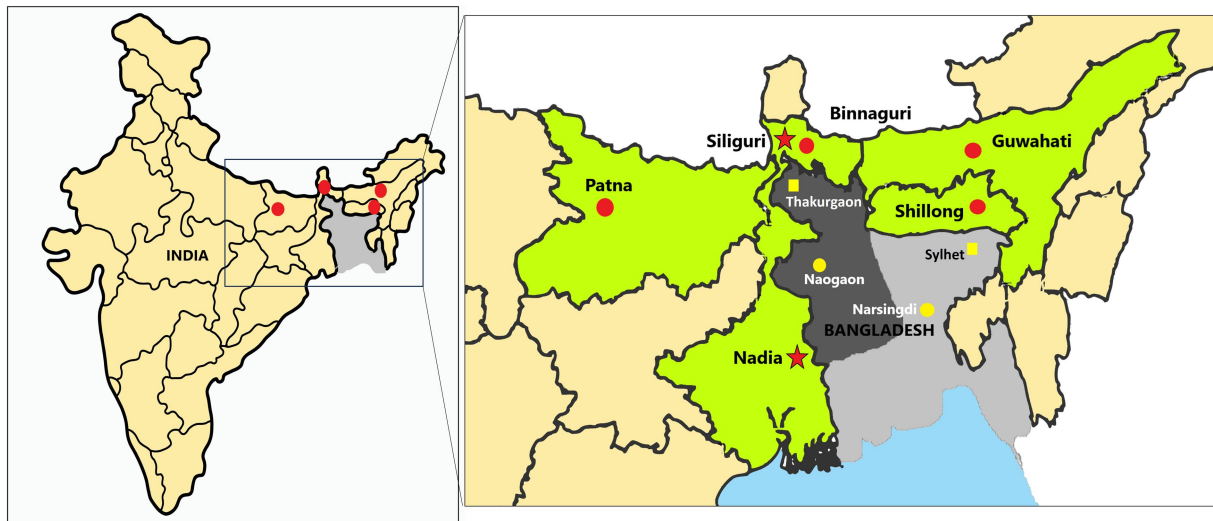 INDIA
Binnaguri
Siliguri
Guwahati
Patna
Thakurgaon
Shillong
Sylhet
Naogaon
Narsingdi
BANGLADESH
Nadia